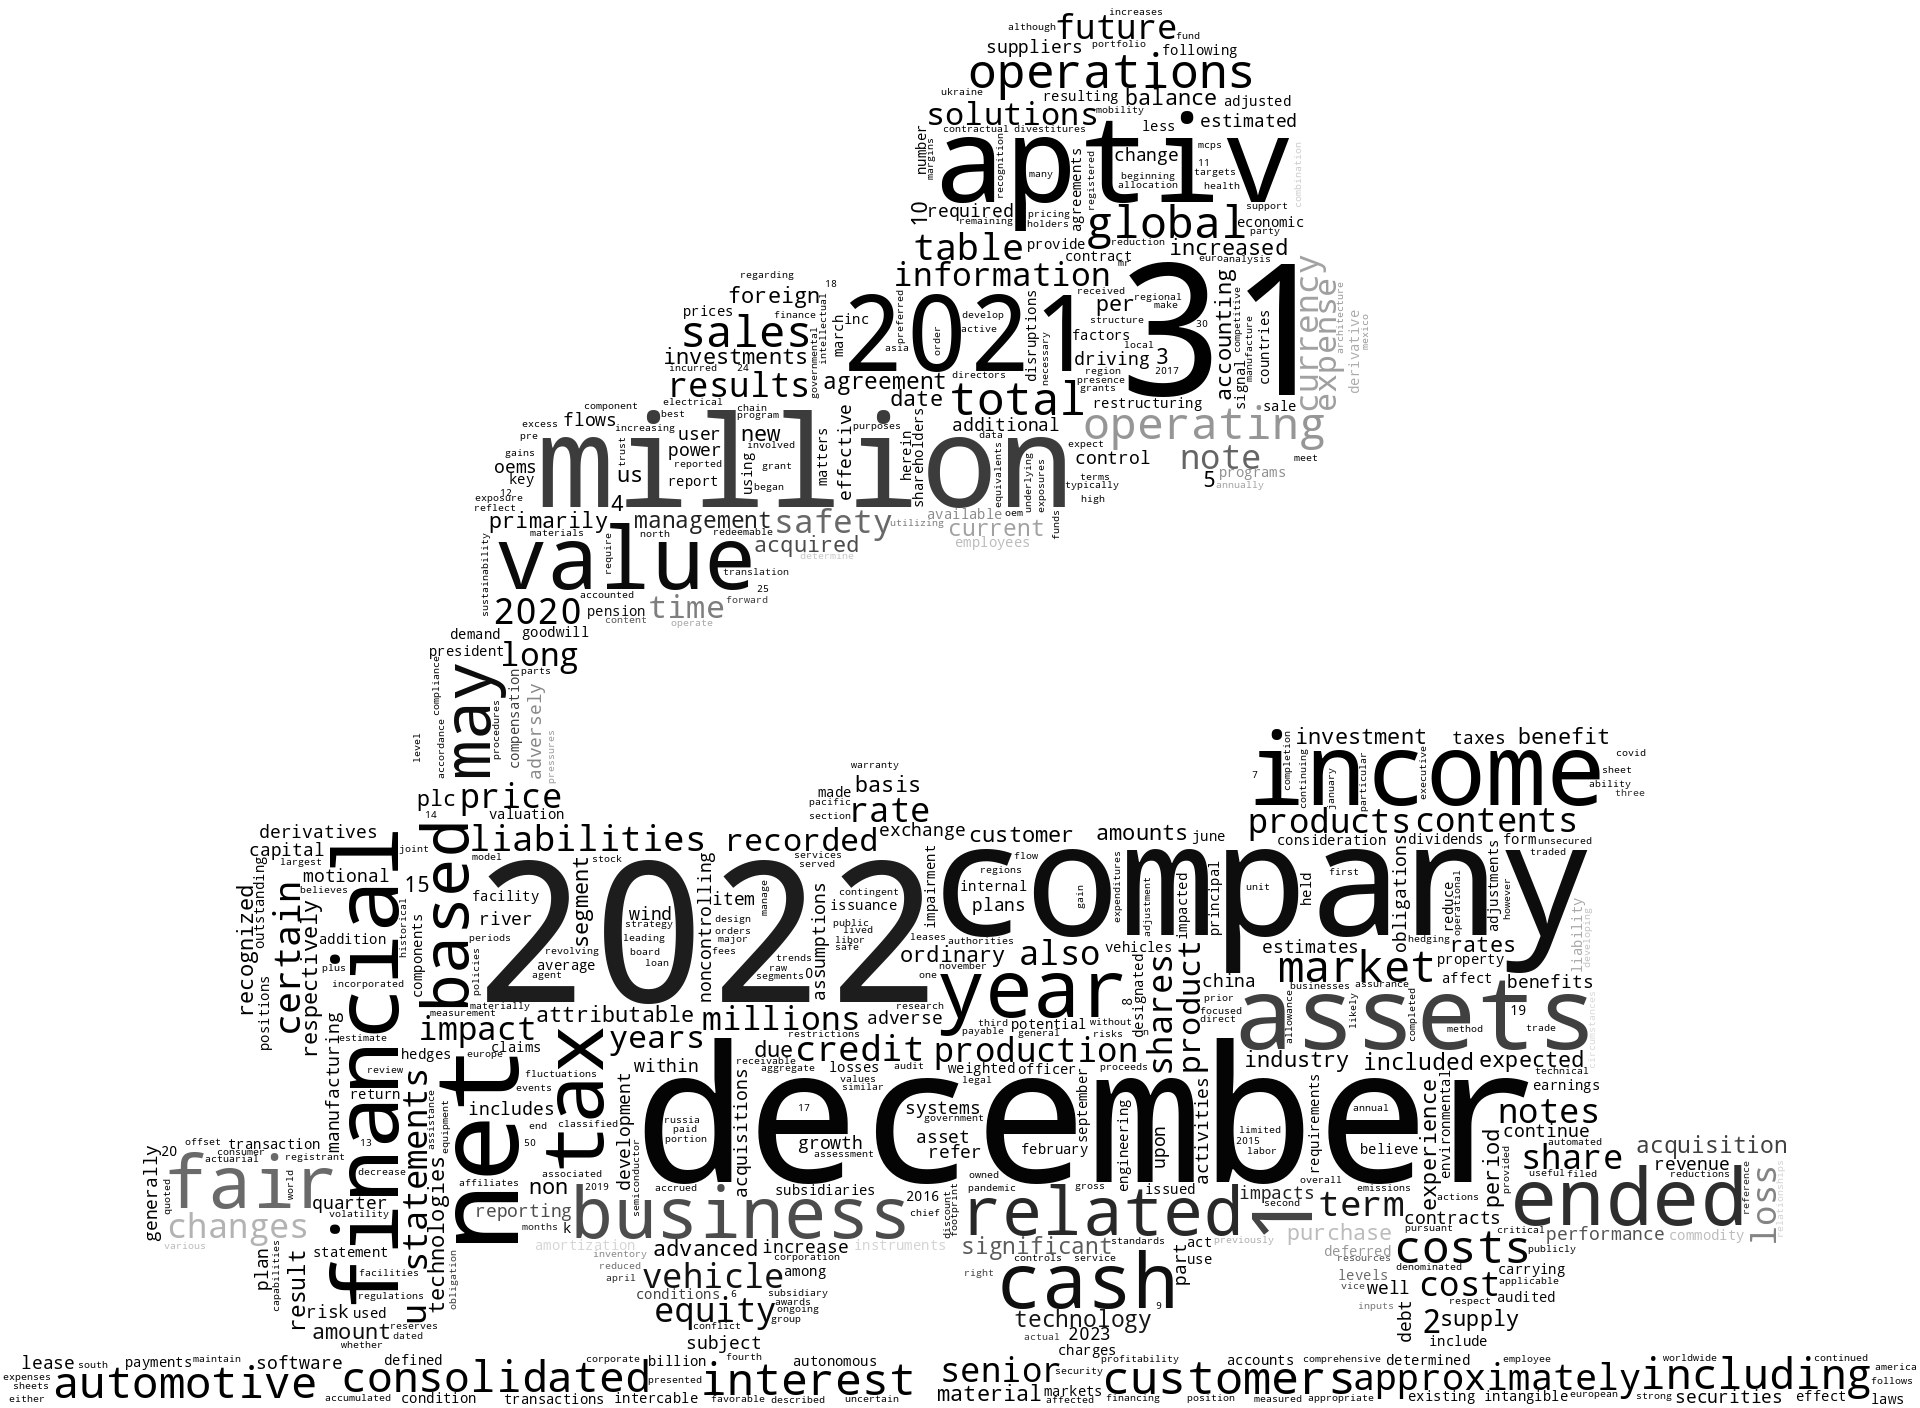 increases
although future fund
suppliers portfolio following
operations
ukraine resulting balance adjusted
solutions mobility estimated
contractual divestitures less
aptiv
number margins recognition many agreements registered change mcps 11 targets
beginning allocation health combination
10 required pricing support
remaining holders global economic party
table provide reduction increased
information contract mr euro analysis
regarding 18 received regional currency
foreign preferred 2021 per make 31 accounting expense
prices finance inc develop structure 30 competitive architecture
sales intellectual march active order disruptions factors local signal manufacture countries derivative mexico
investments governmental asia necessary driving 3
incurred 24 directors region 2017
results agreement presence grants
electrical date total restructuring sale
component best chain program effective purposes shareholders additional operating
excess flows increasing user new data
pre million involved matters herein expect
gains trust power equivalents underlying exposures control note meet
oems us reported grant terms programs
key report using began typically 5 annually
12 exposure 4 high
reflect
primarily management safety utilizing available oem funds
materials north redeemable current
value require acquired employees
determine
sustainability translation 25
2020 accounted pension time forward
content operate
demand goodwill
president long
compliance may parts
accordance procedures compensation adversely pressures
level
plc price
14 valuation
warranty
made basis
pacific rate
section
investment taxes benefit
7 income completion continuing january particular executive covid
sheet
ability
three
products contents
derivatives joint liabilities recorded exchange customer amounts june consideration dividends form unsecured
capital model stock services flow traded
largest served company
motional 15 based facility 2022 segment item contingent internal regions first
believes river wind design manage issuance impairment plans gain expenditures adjustment impacted principal unit held obligations reduce operational adjustments however
outstanding certain financial historical strategy orders public
recognized respectively periods leading major lived leases authorities vehicles hedging liability developing
addition components revolving board fees libor safe ordinary also estimates rates
plus average loan noncontrolling trends assumptions one november market property
positions incorporated policies agent raw segments 0 year product china affect
materially research shares prior businesses assurance benefits
measurement attributable millions adverse 8 designated focused direct assets allowance likely completed 19
manufacturing impact years restrictions third potential without method trade circumstances
estimate claims payable general risks
hedges europe tax due credit production industry included expected
review within receivable losses audit weighted officer proceeds technical
return fluctuations aggregate values legal earnings
net events similar december
statements includes development acquisitions 17 systems september requirements annual experience environmental notes
assistance equipment classified russia government
13 end paid asset limited continue
20 offset transaction 50 portion growth february engineering upon activities 2015 believe period automated
consumer actuarial registrant semiconductor assessment refer labor share acquisition
generally fair world decrease technologies associated owned overall provided useful filed revenue
quoted quarter affiliates non 2019 accrued subsidiaries 2016 pandemic gross issued impacts emissions actions reductions reference
volatility reporting business chief discount footprint related second 1 term ended loss relationships
changes months k contracts
various statement amortization advanced increase instruments significant standards act previously purchase pursuant critical performance commodity
plan inventory corporation controls service deferred costs publicly
capabilities result facilities obligation reduced vehicle among right cash part use resources denominated carrying
april levels cost applicable
regulations conditions 6 subsidiary vice well audited
risk used equity awards 9 inputs respect
ongoing
amount reserves conflict group technology debt 2 supply
dated subject actual 2023 include
whether charges
lease south payments maintain software defined corporate billion fourth autonomous senior security profitability accounts comprehensive determined employee worldwide continued
expenses automotive consolidated presented interest customers approximately including america
sheets follows
either accumulated condition transactions intercable favorable described uncertain material markets affected financing position measured appropriate existing intangible european strong securities effect laws